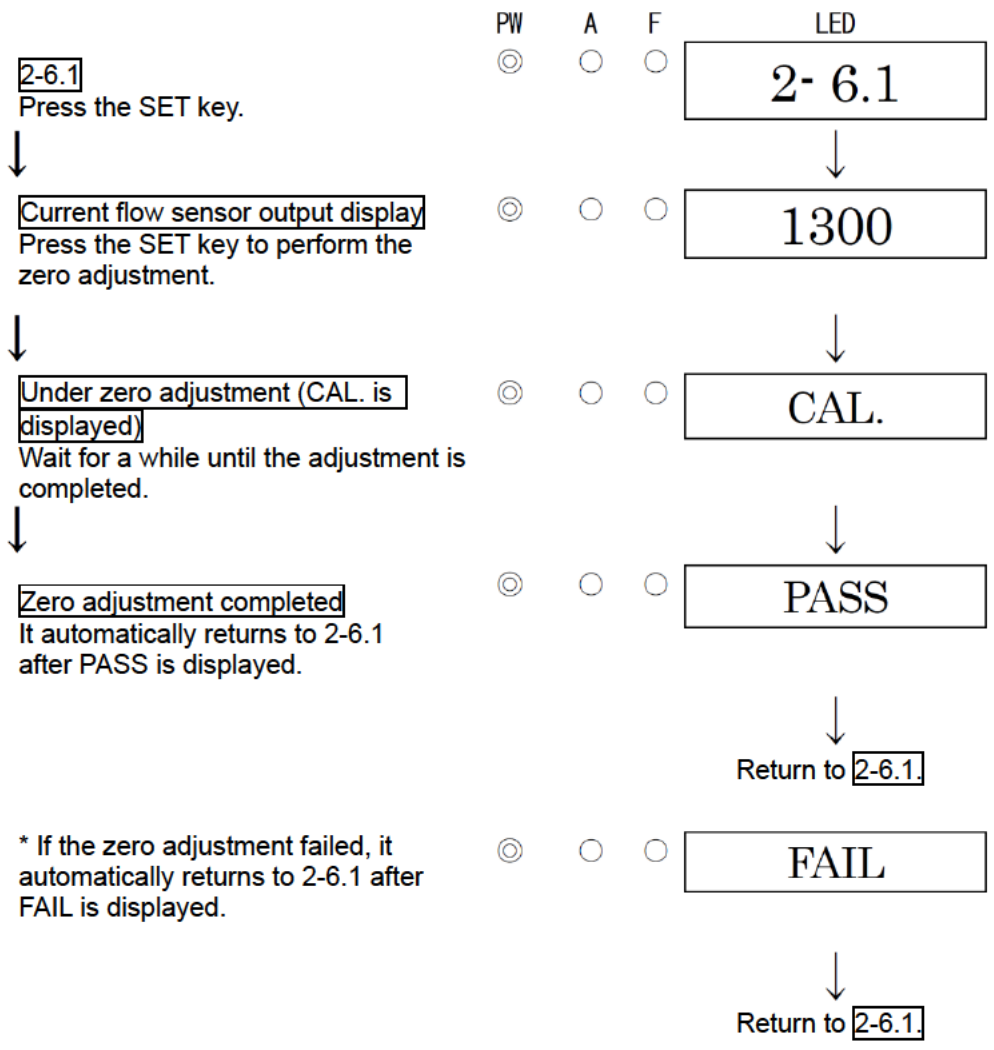 PW A F LED
2-6.1
Press the SET key.
2- 6.1
Current flow sensor output display
Press the SET key to perform the
zero adjustment.
1300
Under zero adjustment (CAL. is
displayed)
Wait for a while until the adjustment is
completed.
CAL.
Zero adjustment completed
It automatically returns to 2-6.1
after PASS is displayed.
PASS
Return to 2-6.1.
* If the zero adjustment failed, it
automatically returns to 2-6.1 after
FAIL is displayed.
FAIL
Return to 2-6.1.